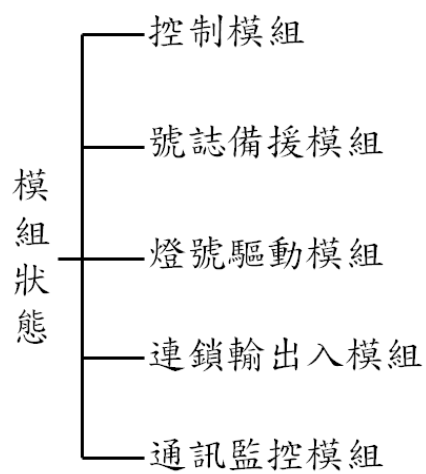 模組狀態
控制模組
號誌備援模組
燈號驅動模組
連鎖輸出入模組
通訊監控模組